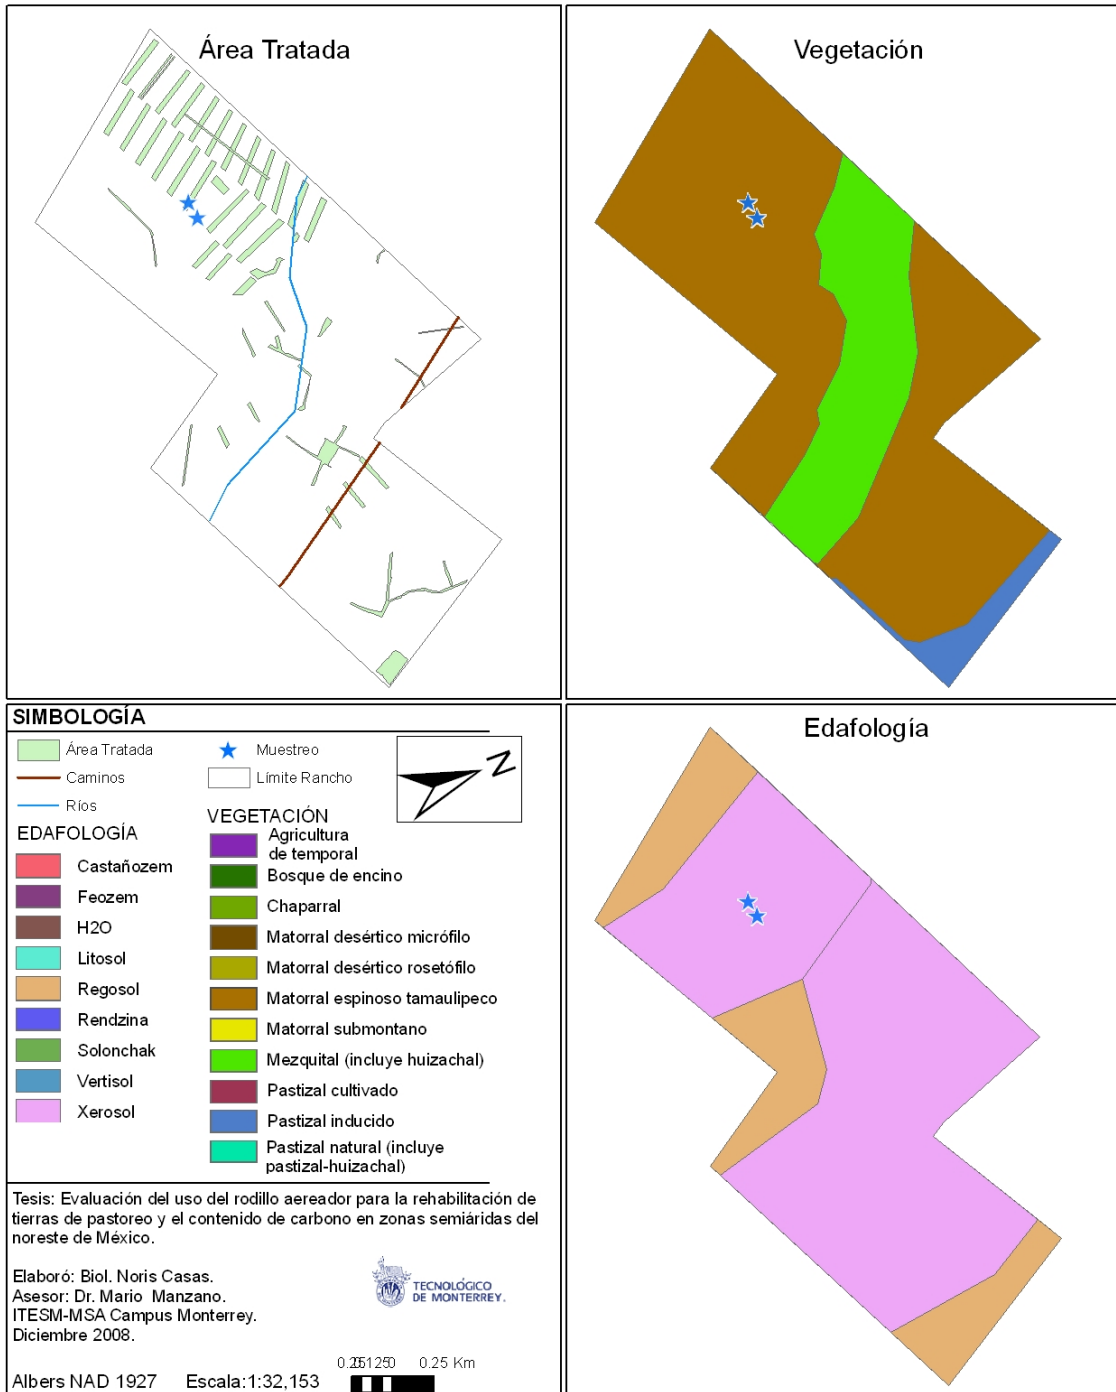 Área Tratada
Vegetación
SIMBOLOGÍA
Área Tratada
Muestreo
Caminos
Límite Rancho
Ríos
N
EDAFOLOGÍA
Castañozem
Feozem
H2O
Litosol
Regosol
Rendzina
Solonchak
Vertisol
Xerosol
VEGETACIÓN
Agricultura
de temporal
Bosque de encino
Chaparral
Matorral desértico micrófilo
Matorral desértico rosetófilo
Matorral espinoso tamaulipeco
Matorral submontano
Mezquital (incluye huizachal)
Pastizal cultivado
Pastizal inducido
Pastizal natural (incluye
pastizal-huizachal)
Edafología
Tesis: Evaluación del uso del rodillo aereador para la rehabilitación de
tierras de pastoreo y el contenido de carbono en zonas semiáridas del
noreste de México.
Elaboró: Biol. Noris Casas.
Asesor: Dr. Mario Manzano.
ITESM-MSA Campus Monterrey.
Diciembre 2008.
TECNOLÓGICO
DE MONTERREY.
Albers NAD 1927 Escala:1:32,153
0.25 Km